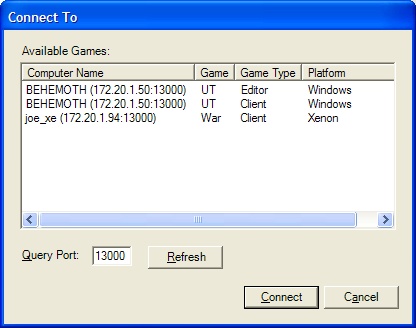 Connect To
Available Games:
Computer Name Game Game Type Platform
BEHEMOTH (172.20.1.50:13000) UT Editor Windows
BEHEMOTH (172.20.1.50:13000) UT Client Windows
joe_xe (172.20.1.94:13000) War Client Xenon
Query Port: 13000 Refresh
Connect Cancel